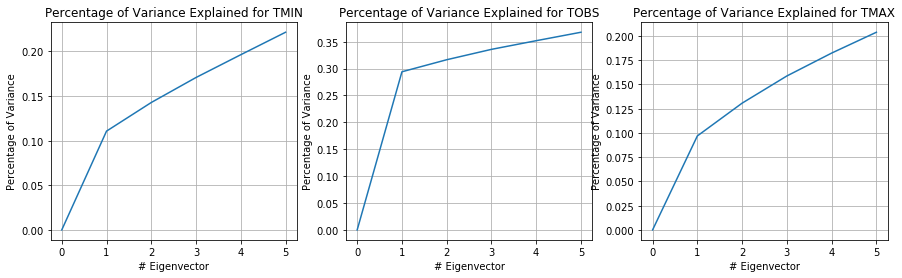 Percentage of Variance Explained for TMIN
Percentage of Variance
0.20
0.15
0.10
0.05
0.00
0 1 2 3 4 5
# Eigenvector
Percentage of Variance Explained for TOBS
Percentage of Variance
0.35
0.30
0.25
0.20
0.15
0.10
0.05
0.00
0 1 2 3 4 5
# Eigenvector
Percentage of Variance Explained for TMAX
Percentage of Variance
0.200
0.175
0.150
0.125
0.100
0.075
0.050
0.025
0.000
0 1 2 3 4 5
# Eigenvector